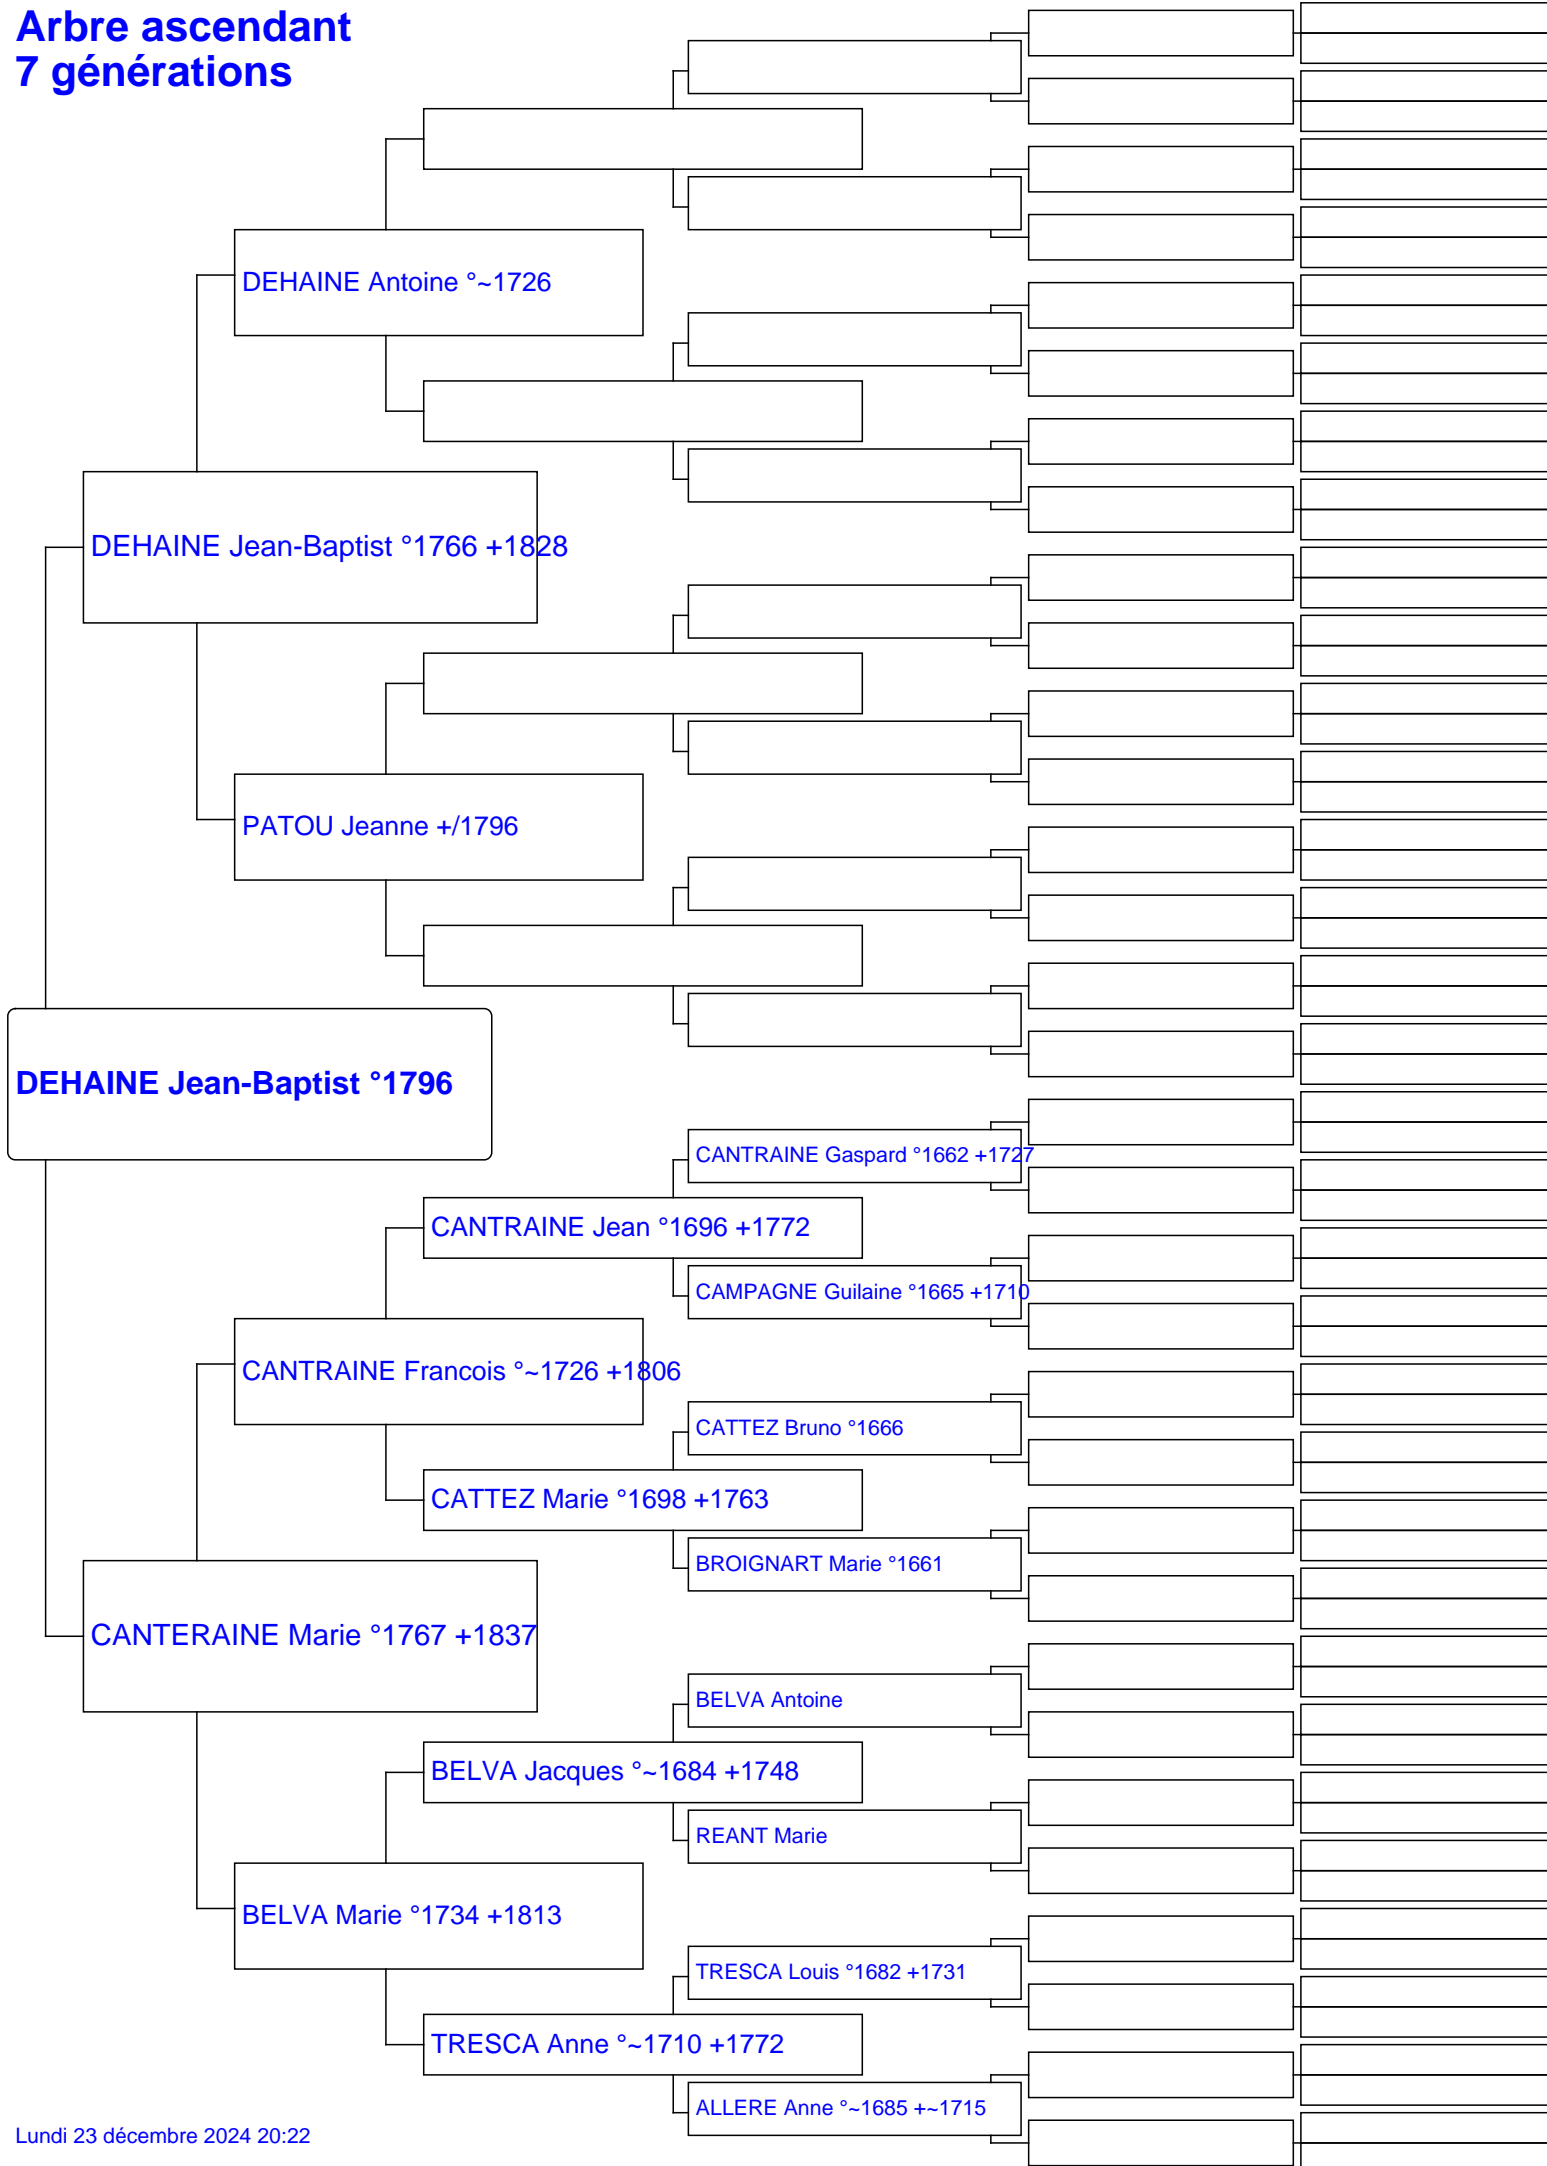 Arbre ascendant
7 générations
DEHAINE Antoine °~1726
DEHAINE Jean-Baptist °1766 +1828
PATOU Jeanne +/1796
DEHAINE Jean-Baptist °1796
CANTRAINE Gaspard °1662 +1727
CANTRAINE Jean °1696 +1772
CAMPAGNE Guilaine °1665 +1710
CANTRAINE Francois °~1726 +1806
CATTEZ Bruno °1666
CATTEZ Marie °1698 +1763
BROIGNART Marie °1661
CANTERAINE Marie °1767 +1837
BELVA Antoine
BELVA Jacques °~1684 +1748
REANT Marie
BELVA Marie °1734 +1813
TRESCA Louis °1682 +1731
TRESCA Anne °~1710 +1772
ALLERE Anne °~1685 +~1715
Lundi 23 décembre 2024 20:22